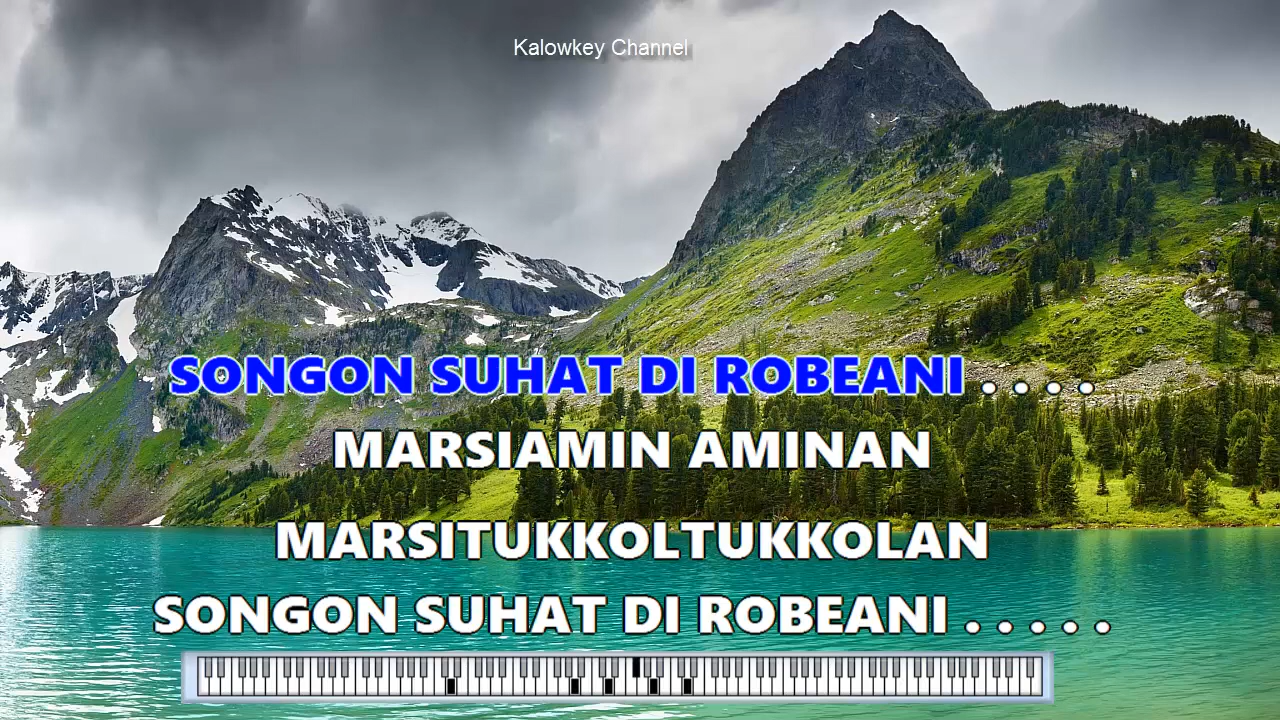 Kalowkey Channel
SONGON SUHAT DI ROBEANI . . . .
MARSIAMIN AMINAN
MARSITUKKOLTUKKOLAN
SONGON SUHAT DI ROBEANI . . . . .